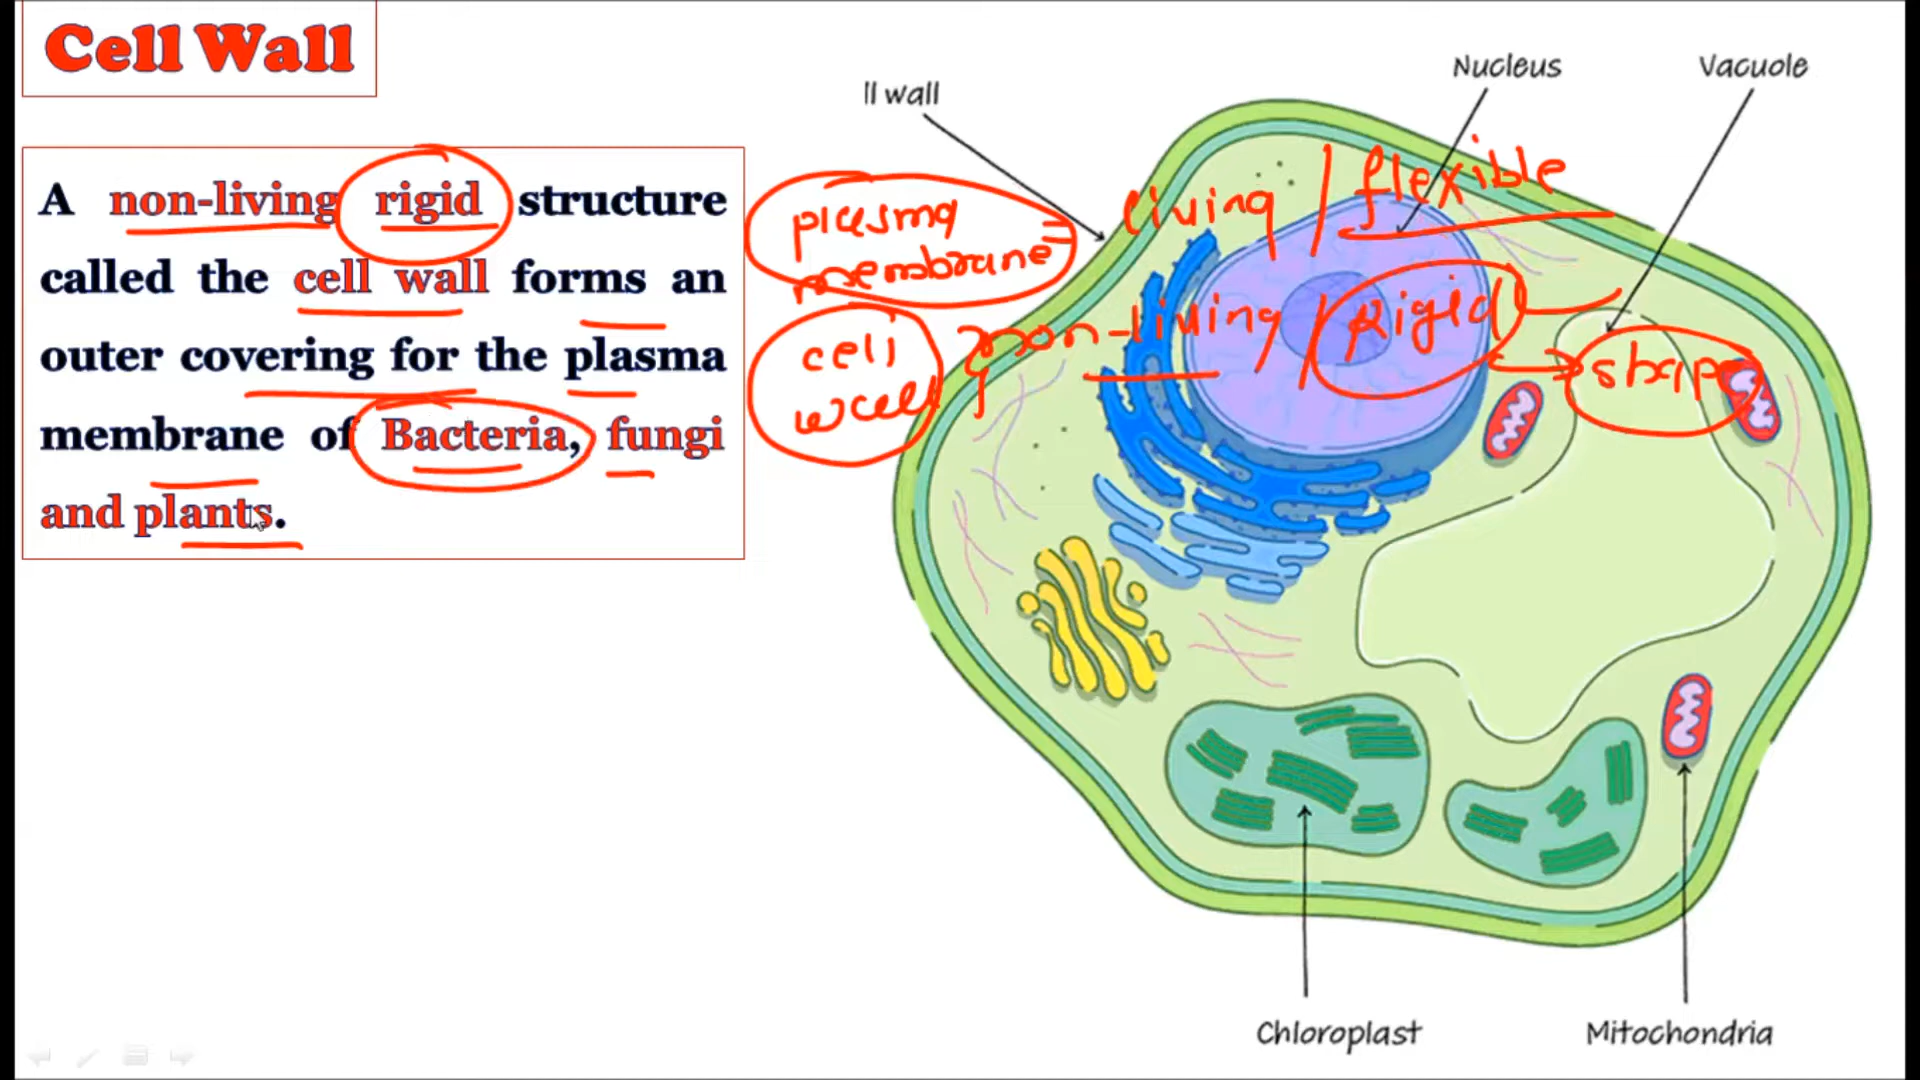 Cell Wall
A non-living rigid structure
called the cell wall forms an
outer covering for the plasma
membrane of Bacteria, fungi
and plants.
ll wall
Nucleus
Vacuole
plasma
membrane
living / flexible
cell
wall
non-living / Rigid
shape
Chloroplast
Mitochondria